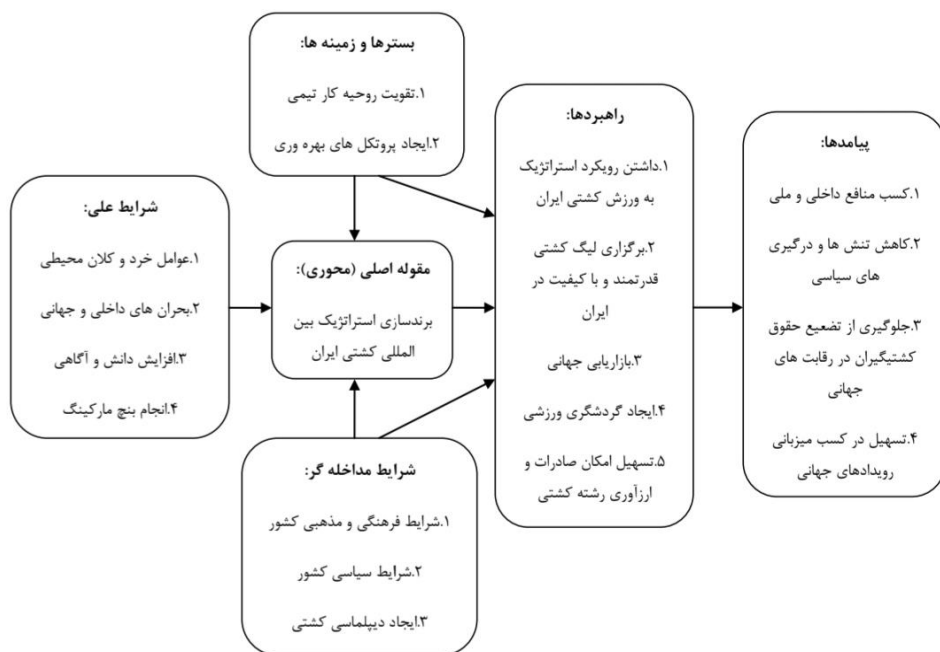 بسترها و زمینه ها:
۱.تقویت روحیه کار تیمی
۲.ایجاد پروتکل های بهره وری
شرایط علی:
۱.عوامل خرد و کلان محیطی
۲.بحران های داخلی و جهانی
۳.افزایش دانش و آگاهی
۴.انجام بنچ مارکینگ
مقوله اصلی (محوری):
برندسازی استراتژیک بین
المللی کشتی ایران
شرایط مداخله گر:
۱.شرایط فرهنگی و مذهبی کشور
۲.شرایط سیاسی کشور
۳.ایجاد دیپلماسی کشتی
راهبردها:
۱.داشتن رویکرد استراتژیک
به ورزش کشتی ایران
۲.برگزاری لیگ کشتی
قدرتمند و با کیفیت در
ایران
۳.بازاریابی جهانی
۴.ایجاد گردشگری ورزشی
۵.تسهیل امکان صادرات و
ارزآوری رشته کشتی
پیامدها:
۱.کسب منافع داخلی و ملی
۲.کاهش تنش ها و درگیری
های سیاسی
۳.جلوگیری از تضعیع حقوق
کشتیگیران در رقابت های
جهانی
۴.تسهیل در کسب میزبانی
رویدادهای جهانی